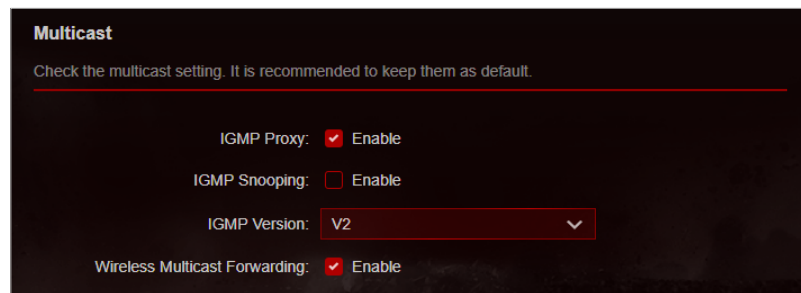 Multicast
Check the multicast setting. It is recommended to keep them as default.
IGMP Proxy: Enable
IGMP Snooping: Enable
IGMP Version: V2
Wireless Multicast Forwarding: Enable